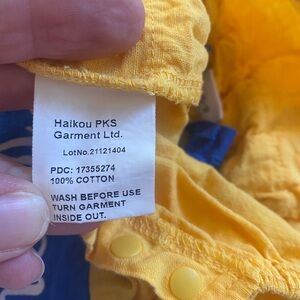 Haikou PKS
Garment Ltd.
LotNo.21121404
PDC: 17355274
100% COTTON
WASH BEFORE USE
TURN GARMENT
INSIDE OUT.